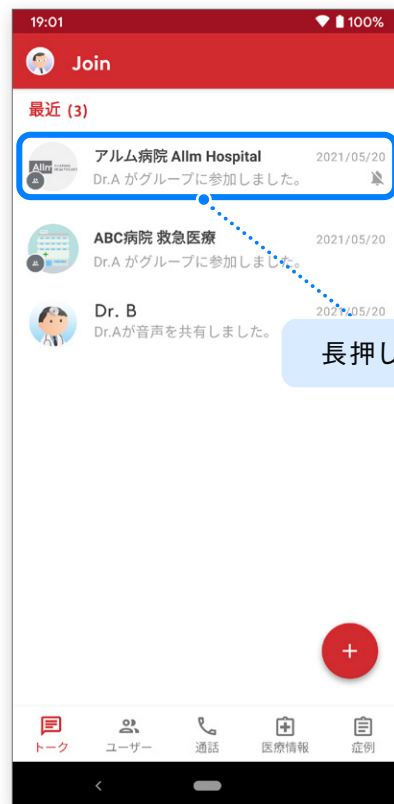 19:01 100%
Join
最近 (3)
アルム病院 Allm Hospital 2021/05/20
Allm
Dr.A がグループに参加しました。
ABC病院 救急医療 2021/05/20
Dr.A がグループに参加しました。
Dr. B 2021/05/20
Dr.Aが音声を共有しました。
長押し
+
トーク ユーザー 通話 医療情報 症例